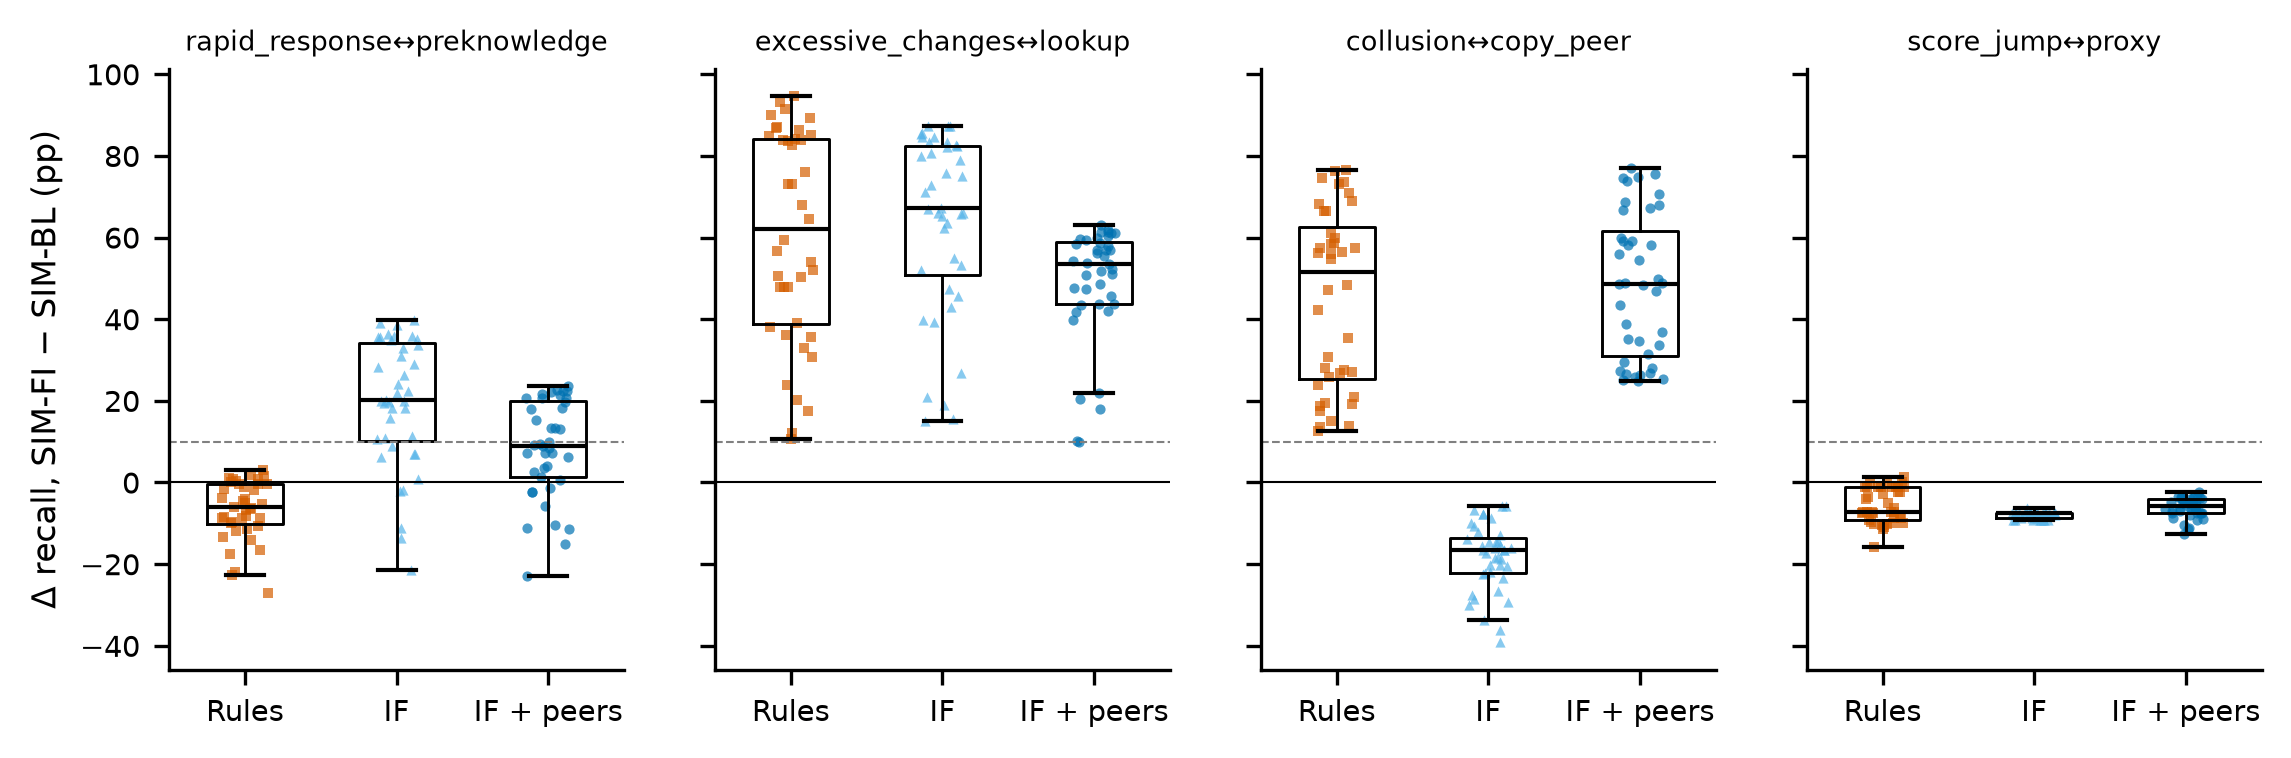 rapid_response↔preknowledge
excessive_changes↔lookup
collusion↔copy_peer
score_jump↔proxy
Δ recall, SIM-FI − SIM-BL (pp)
100
80
60
40
20
0
−20
−40
Rules
IF
IF + peers
Rules
IF
IF + peers
Rules
IF
IF + peers
Rules
IF
IF + peers